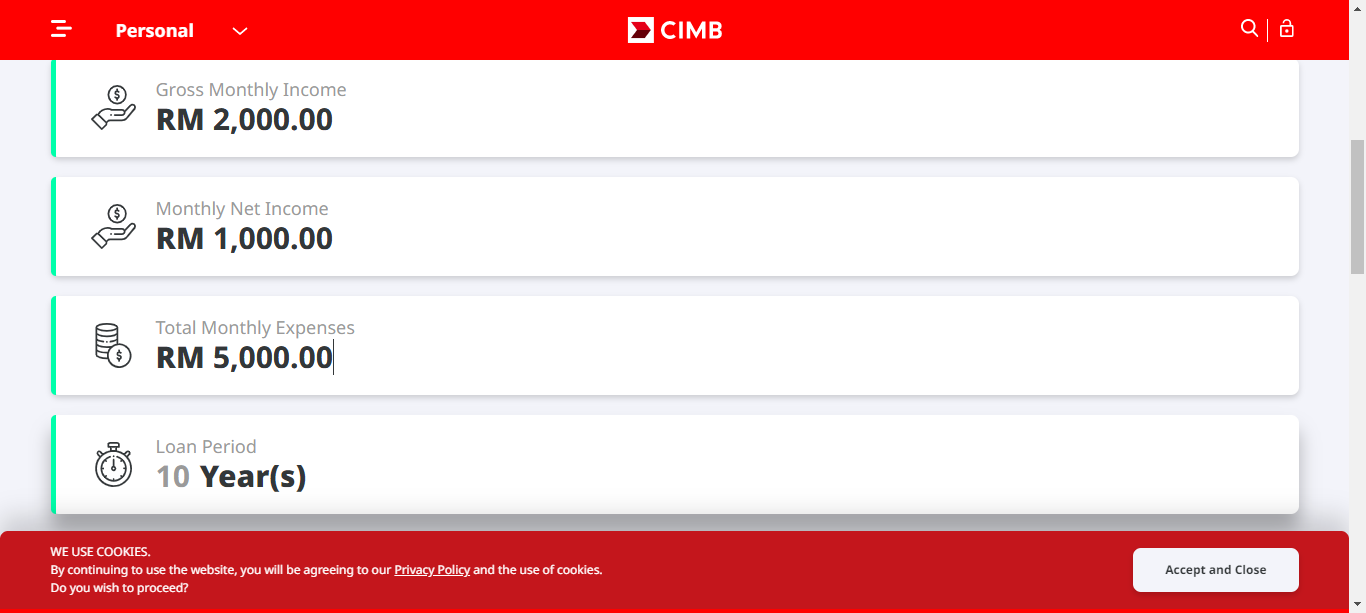 Personal
CIMB
Gross Monthly Income
RM 2,000.00
Monthly Net Income
RM 1,000.00
Total Monthly Expenses
RM 5,000.00
Loan Period
10 Year(s)
WE USE COOKIES.
By continuing to use the website, you will be agreeing to our Privacy Policy and the use of cookies.
Do you wish to proceed?
Accept and Close